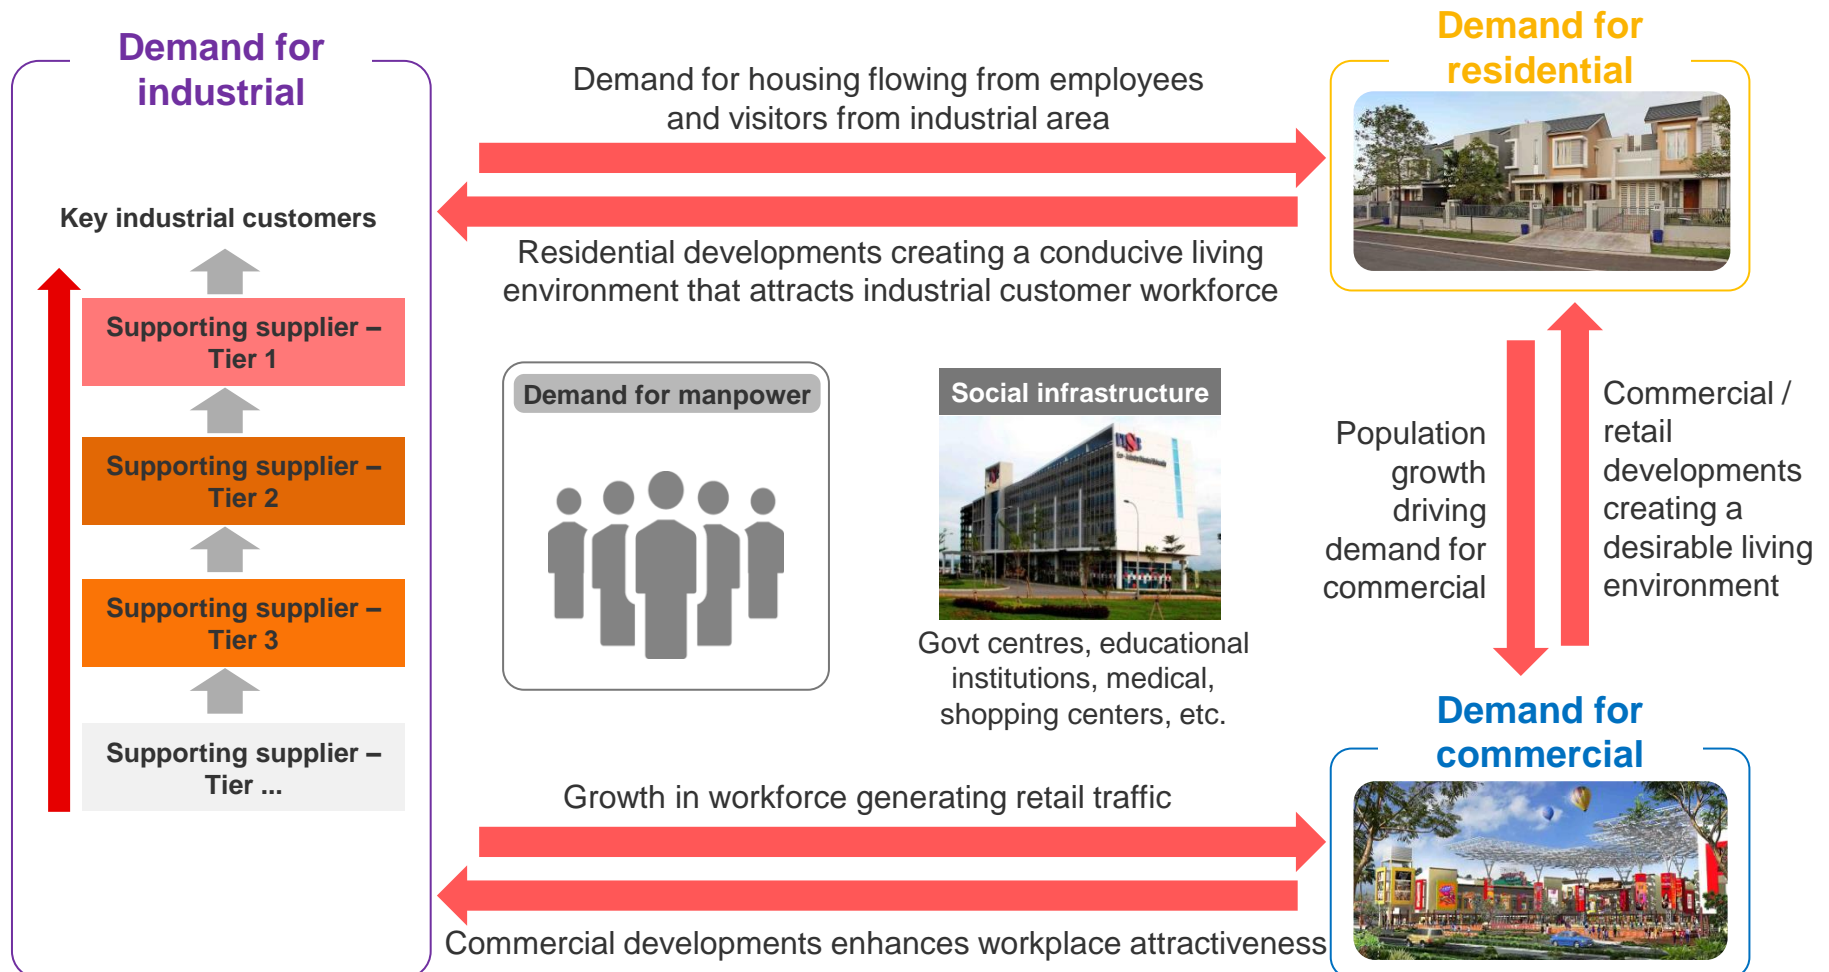 Demand for
industrial
Key industrial customers
Supporting supplier –
Tier 1
Supporting supplier –
Tier 2
Supporting supplier –
Tier 3
Supporting supplier –
Tier ...
Demand for housing flowing from employees
and visitors from industrial area
Residential developments creating a conducive living
environment that attracts industrial customer workforce
Demand for manpower
Social infrastructure
Govt centres, educational
institutions, medical,
shopping centers, etc.
Growth in workforce generating retail traffic
Commercial developments enhances workplace attractiveness
Demand for
residential
Population
growth
driving
demand for
commercial
Commercial /
retail
developments
creating a
desirable living
environment
Demand for
commercial